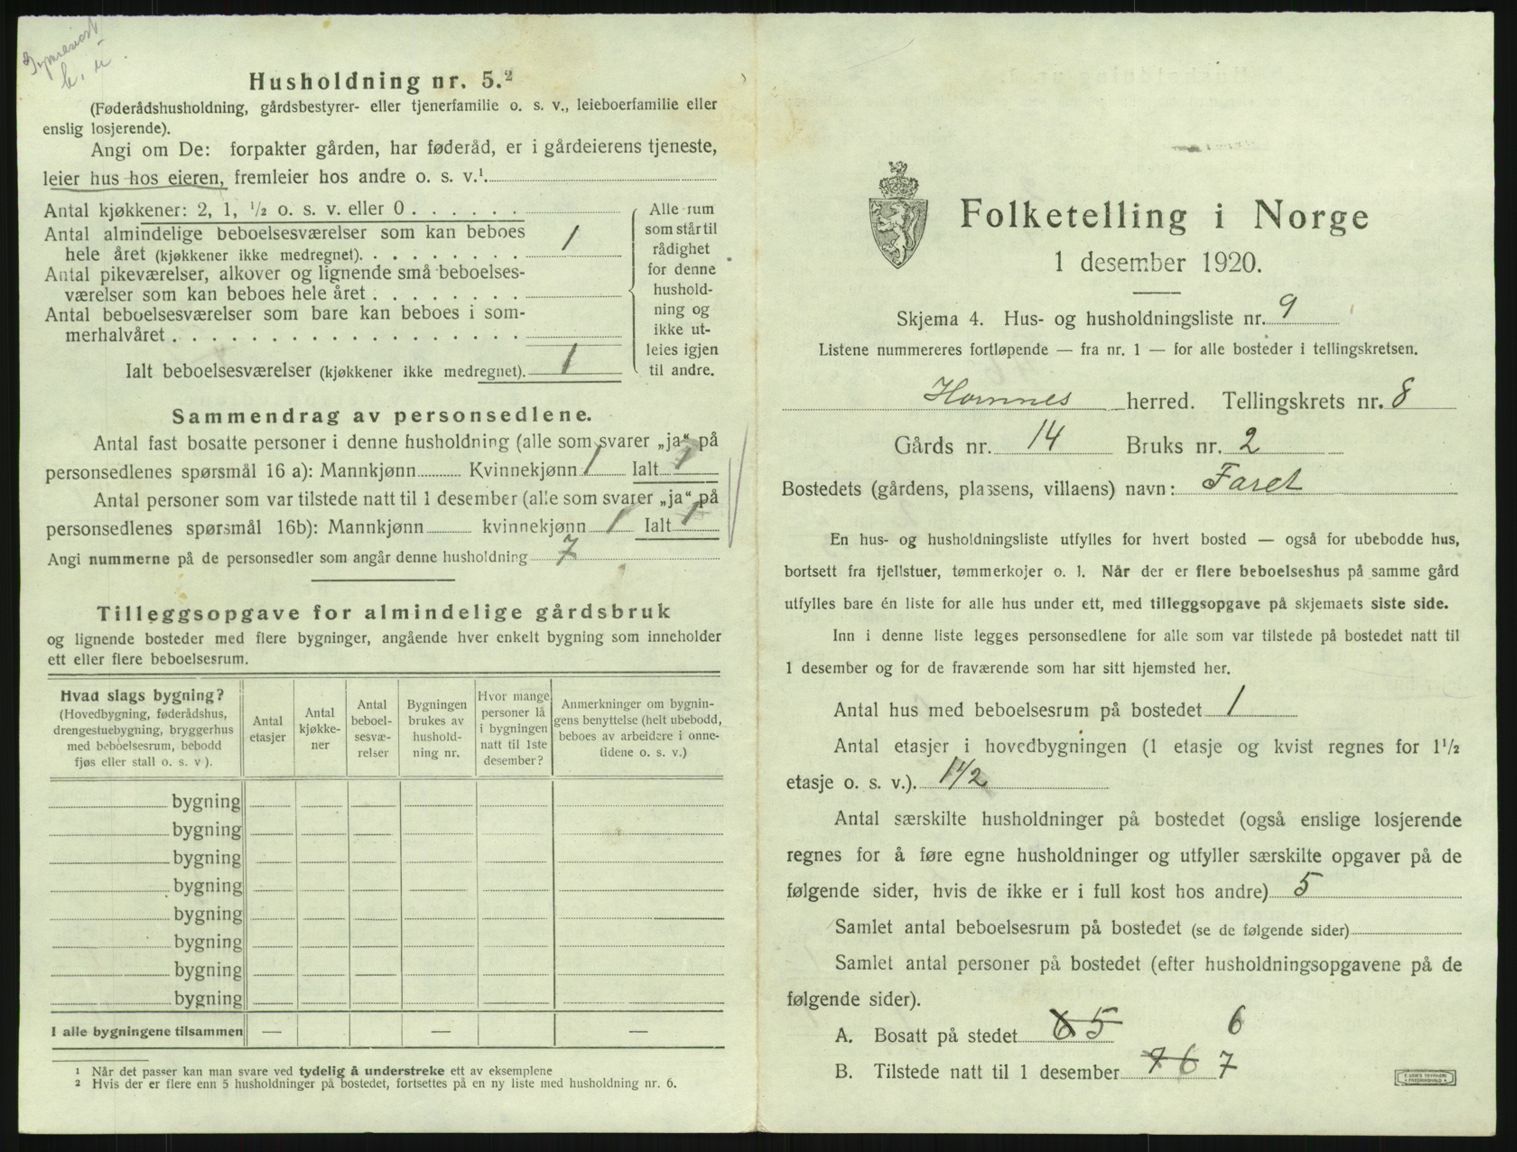 Husholdning nr. 5.²
(Føderådshusholdning, gårdsbestyrer- eller tjenerfamilie o. s. v., leieboerfamilie eller
enslig losjerende).
Angi om De: forpakter gården, har føderåd, er i gårdeierens tjeneste,
leier hus hos eieren, fremleier hos andre o. s. v.¹
Antal kjøkkener: 2, 1, ½ o. s. v. eller 0 . . . . . .
Antal almindelige beboelsesværelser som kan beboes
hele året (kjøkkener ikke medregnet). . . . . . . . . 1
Antal pikeværelser, alkover og lignende små beboelses-
værelser som kan beboes hele året . . . . . . . .
Antal beboelsesværelser som bare kan beboes i som-
merhalvåret . . . . . . . . . . . . . . . . . .
Ialt beboelsesværelser (kjøkkener ikke medregnet). 1
Alle rum
som står til
rådighet
for denne
hushold-
ning og
ikke ut-
leies igjen
til andre.
Sammendrag av personsedlene.
Antal fast bosatte personer i denne husholdning (alle som svarer „ja“ på
personsedlenes spørsmål 16 a): Mannkjønn Kvinnekjønn 1 Ialt 1
Antal personer som var tilstede natt til 1 desember (alle som svarer „ja“ på
personsedlenes spørsmål 16b): Mannkjønn kvinnekjønn 1 Ialt 1
Angi nummerne på de personsedler som angår denne husholdning 7
Tilleggsopgave for almindelige gårdsbruk
og lignende bosteder med flere bygninger, angående hver enkelt bygning som inneholder
ett eller flere beboelsesrum.
Hvad slags bygning?
(Hovedbygning, føderådshus,
drengestuebygning, bryggerhus
med beboelsesrum, bebodd
fjøs eller stall o. s. v ).
Antal
etasjer
Antal
kjøkke-
ner
Antal
beboel-
sesvæ-
relser
Bygningen
brukes av
hushold-
ning nr.
Hvor mange
personer lå
i bygningen
natt til 1ste
desember?
Anmerkninger om bygnin-
gens benyttelse (helt ubebodd,
beboes av arbeidere i onne-
tidene o. s. v.)
bygning
bygning
bygning
bygning
bygning
bygning
bygning
bygning
I alle bygningene tilsammen — — —
¹ Når det passer kan man svare ved tydelig å understreke ett av eksemplene
² Hvis der er flere enn 5 husholdninger på bostedet, fortsettes på en ny liste med husholdning nr. 6.
Folketelling i Norge
1 desember 1920.
Skjema 4. Hus- og husholdningsliste nr. 9
Listene nummereres fortløpende — fra nr. 1 — for alle bosteder i tellingskretsen.
Hornnes herred. Tellingskrets nr. 8
Gårds nr. 14 Bruks nr. 2
Bostedets (gårdens, plassens, villaens) navn: Faret
En hus- og husholdningsliste utfylles for hvert bosted — også for ubebodde hus,
bortsett fra fjellstuer, tømmerkojer o. l. Når der er flere beboelseshus på samme gård
utfylles bare én liste for alle hus under ett, med tilleggsopgave på skjemaets siste side.
Inn i denne liste legges personsedlene for alle som var tilstede på bostedet natt til
1 desember og for de fraværende som har sitt hjemsted her.
Antal hus med beboelsesrum på bostedet 1
Antal etasjer i hovedbygningen (1 etasje og kvist regnes for 1½
etasje o. s. v.). 1½
Antal særskilte husholdninger på bostedet (også enslige losjerende
regnes for å føre egne husholdninger og utfyller særskilte opgaver på de
følgende sider, hvis de ikke er i full kost hos andre) 5
Samlet antal beboelsesrum på bostedet (se de følgende sider)
Samlet antal personer på bostedet (efter husholdningsopgavene på de
følgende sider).
A. Bosatt på stedet 6 5 6
B. Tilstede natt til 1 desember 7 6 7